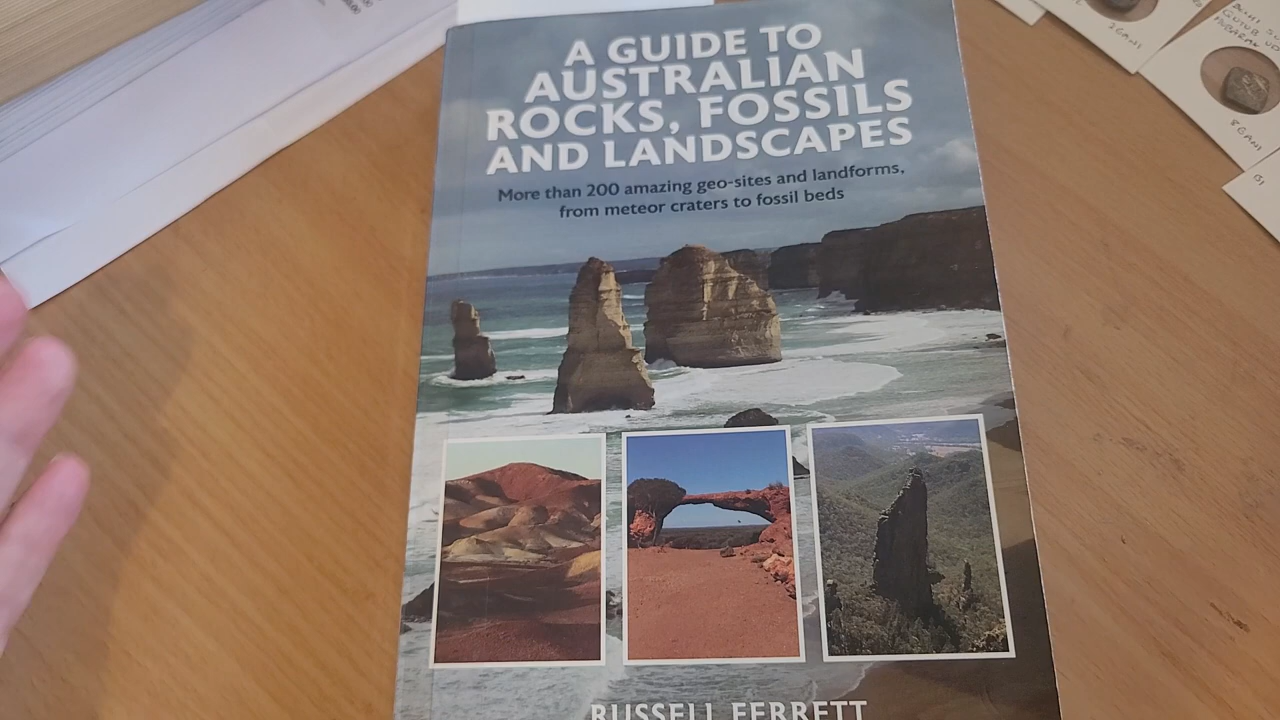 A GUIDE TO
AUSTRALIAN
ROCKS, FOSSILS
AND LANDSCAPES
More than 200 amazing geo-sites and landforms,
from meteor craters to fossil beds
RUSSELL FERRETT